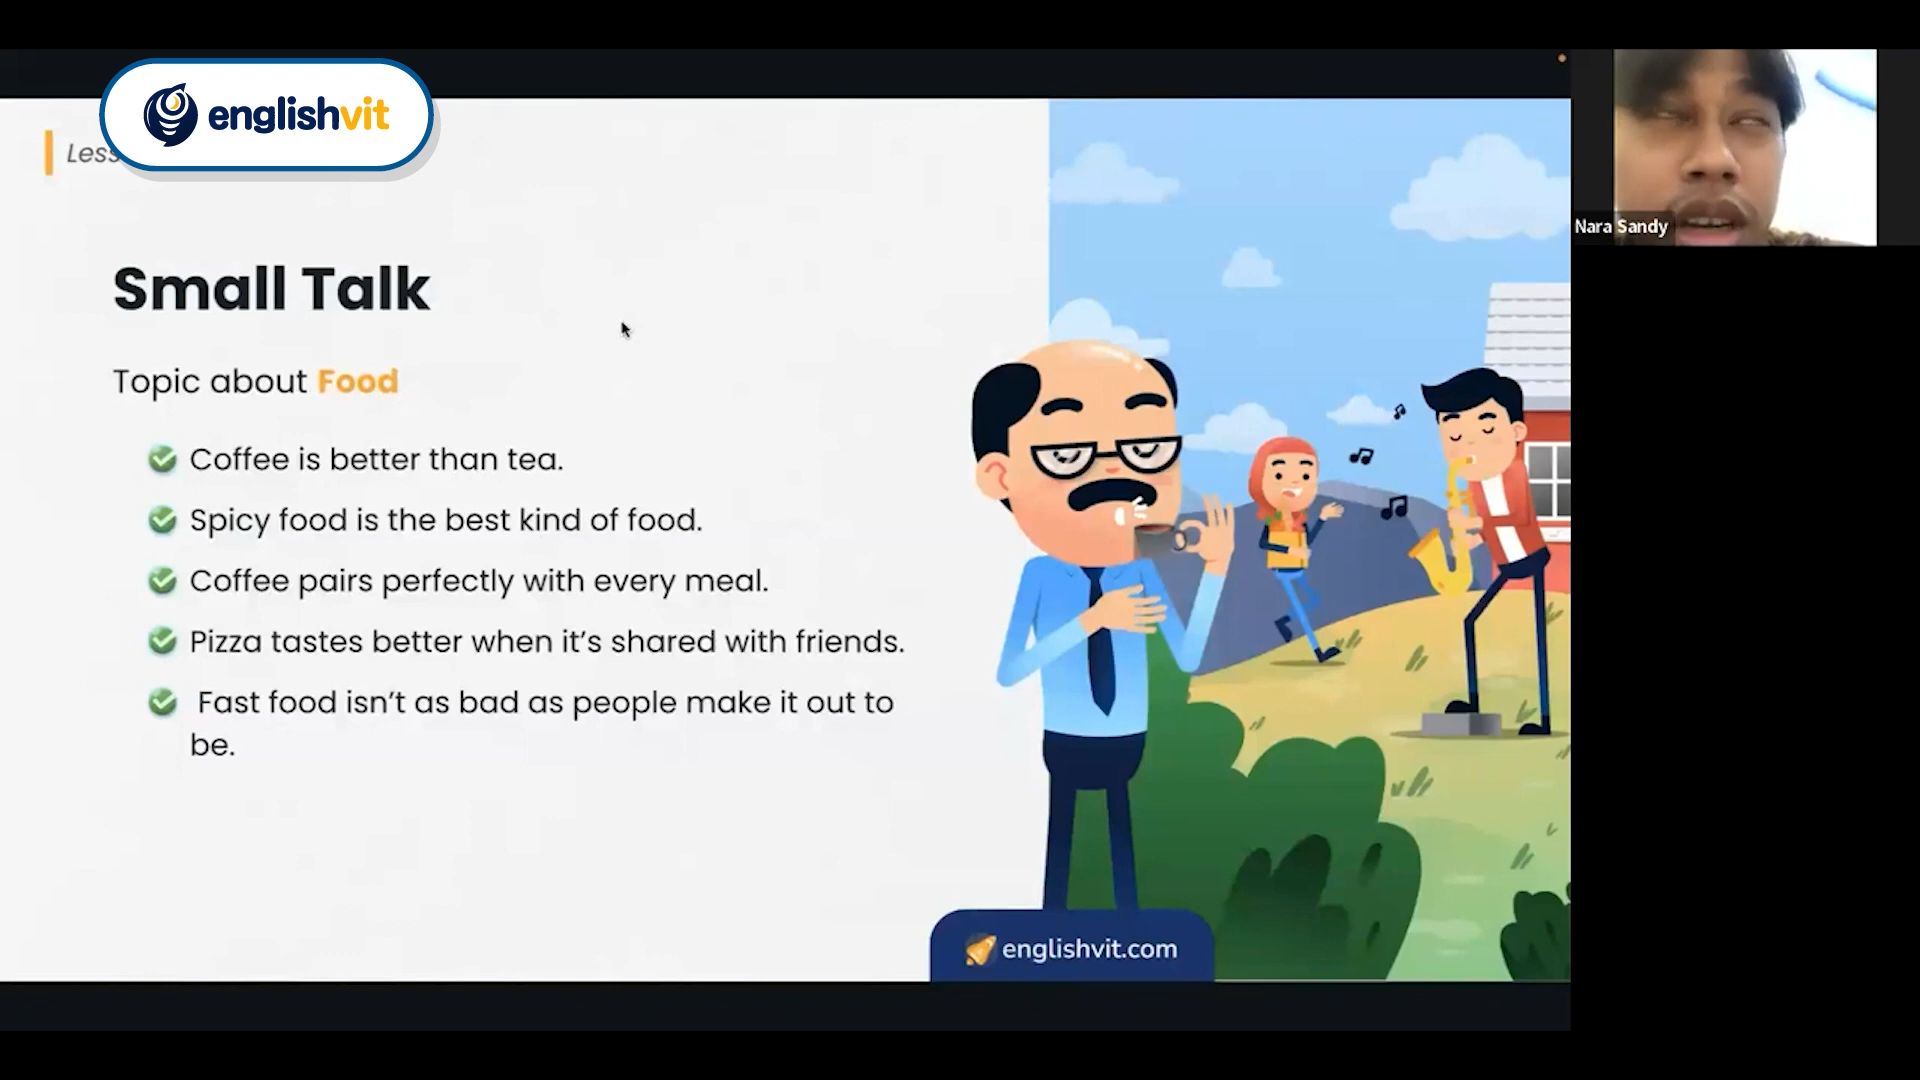 englishvit
Small Talk
Topic about Food
Coffee is better than tea.
Spicy food is the best kind of food.
Coffee pairs perfectly with every meal.
Pizza tastes better when it's shared with friends.
Fast food isn't as bad as people make it out to
be.
englishvit.com
Nara Sandy